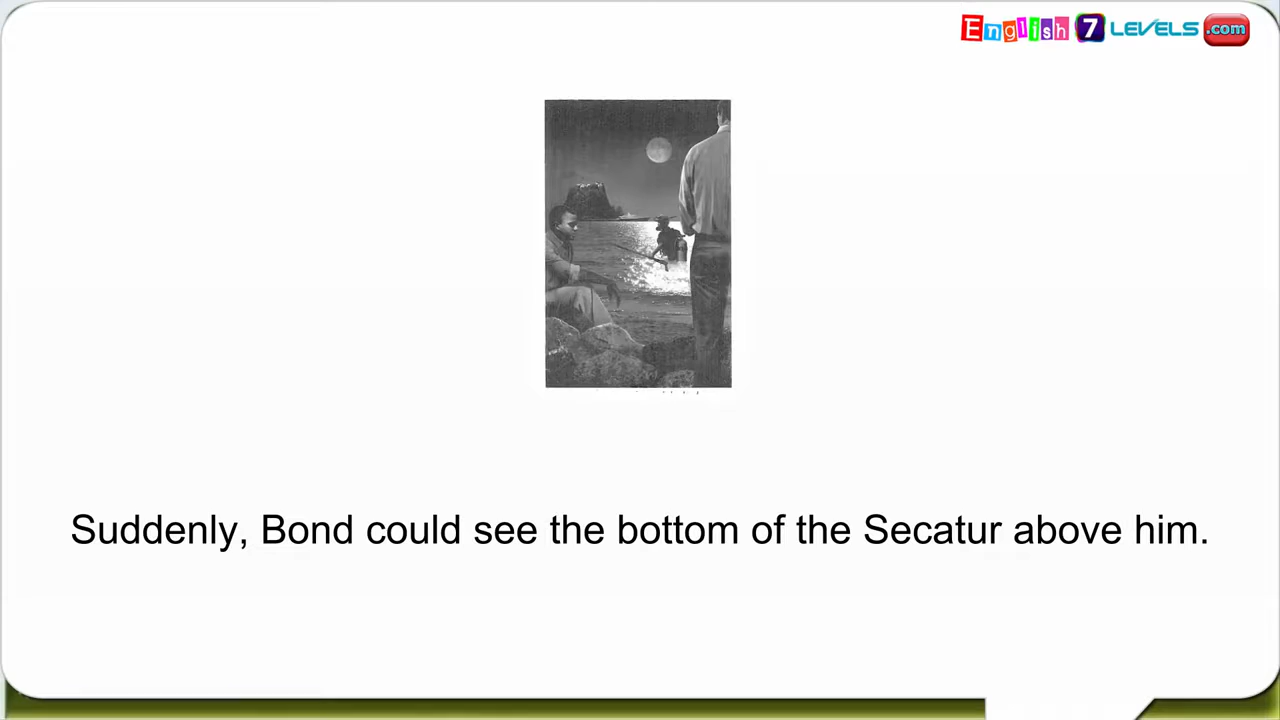 English 7 LEVELS .com
Suddenly, Bond could see the bottom of the Secatur above him.